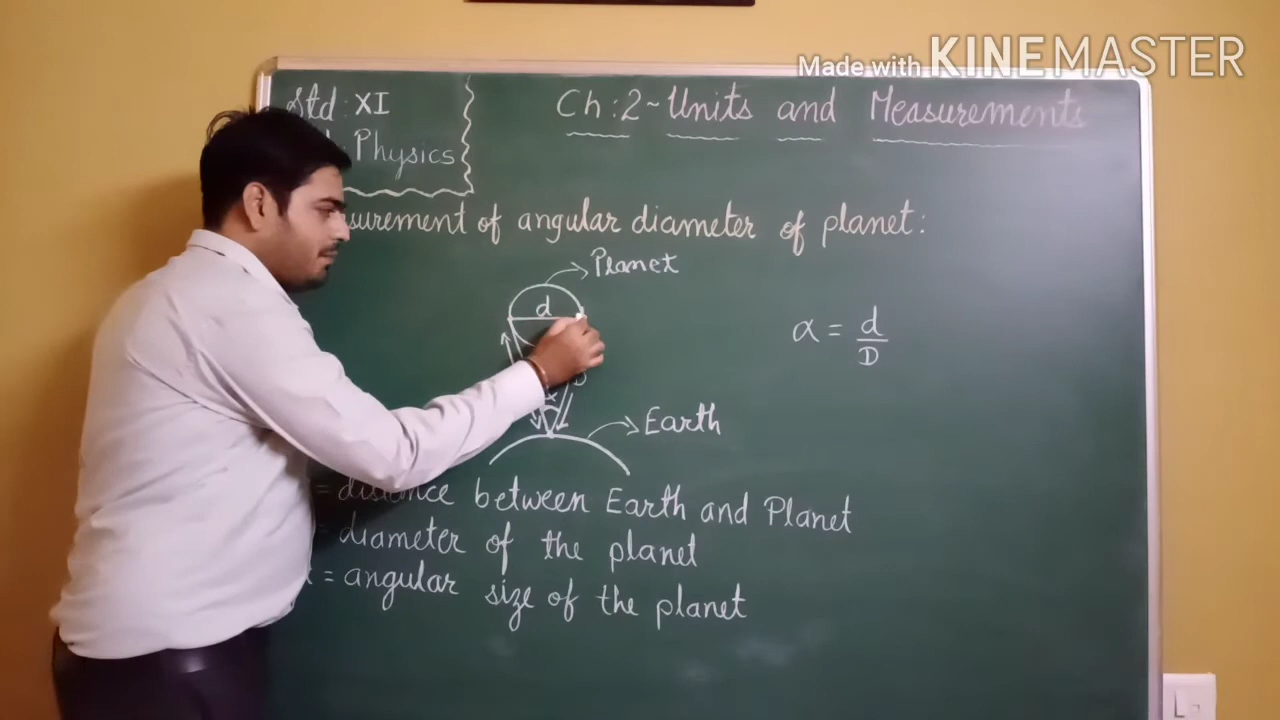 Made with KINEMASTER
Std: XI
Ch:2~Units and Measurements
Physics
of angular diameter of planet:
Planet
d
α = d/D
D
α
Earth
= distance between Earth and Planet
= diameter of the planet
= angular size of the planet